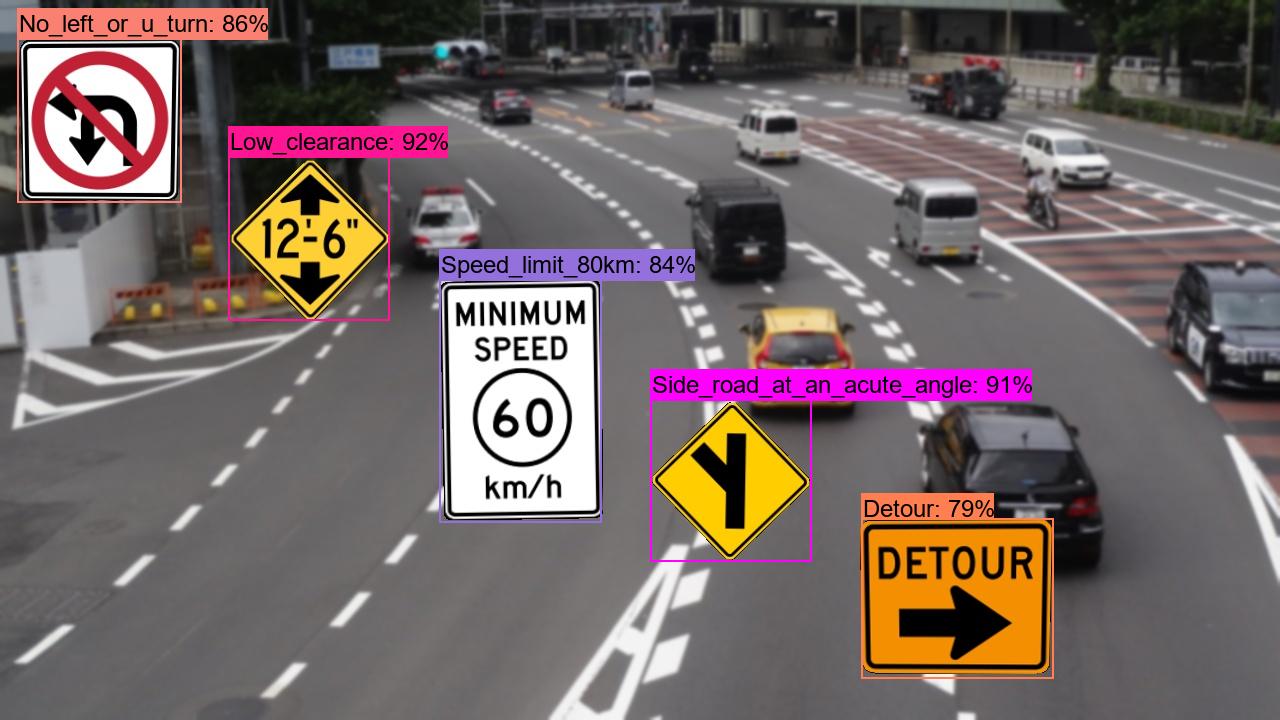 No_left_or_u_turn: 86%
Low_clearance: 92%
12'-6"
Speed_limit_80km: 84%
MINIMUM
SPEED
60
km/h
Side_road_at_an_acute_angle: 91%
Detour: 79%
DETOUR